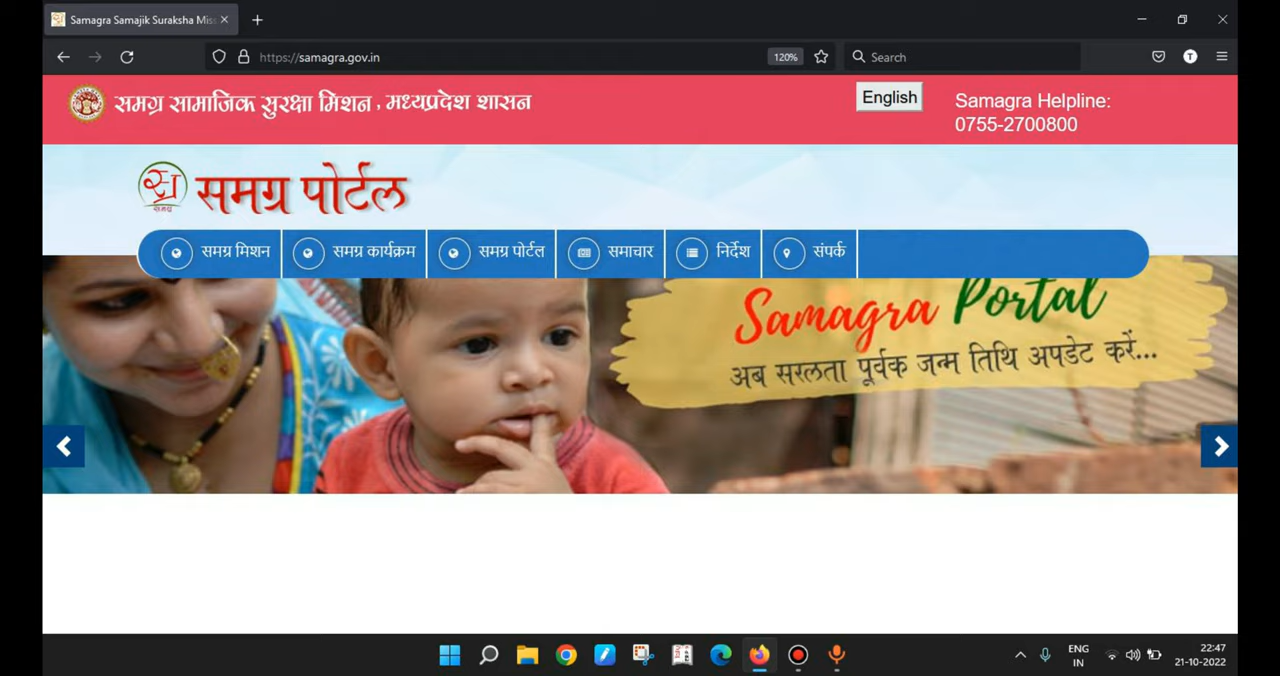 Samagra Samajik Suraksha Mis
https://samagra.gov.in
120%
Search
T
समग्र सामाजिक सुरक्षा मिशन, मध्यप्रदेश शासन
English
Samagra Helpline:
0755-2700800
समग्र
समग्र पोर्टल
समग्र मिशन
समग्र कार्यक्रम
समग्र पोर्टल
समाचार
निर्देश
संपर्क
Samagra Portal
अब सरलता पूर्वक जन्म तिथि अपडेट करें...
ENG
IN
22:47
21-10-2022